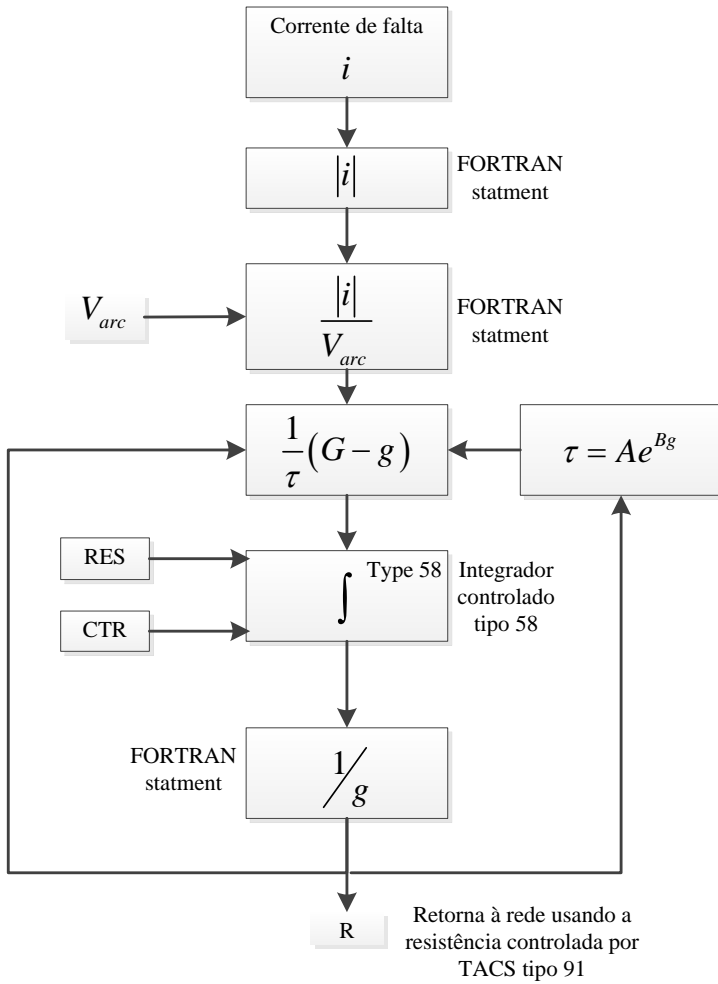 Corrente de falta
i
|i|
FORTRAN
statment
V_arc
|i|
V_arc
FORTRAN
statment
1/τ (G − g)
τ = Ae^{Bg}
RES
CTR
Type 58
∫
Integrador
controlado
tipo 58
FORTRAN
statment
1/g
R
Retorna à rede usando a
resistência controlada por
TACS tipo 91